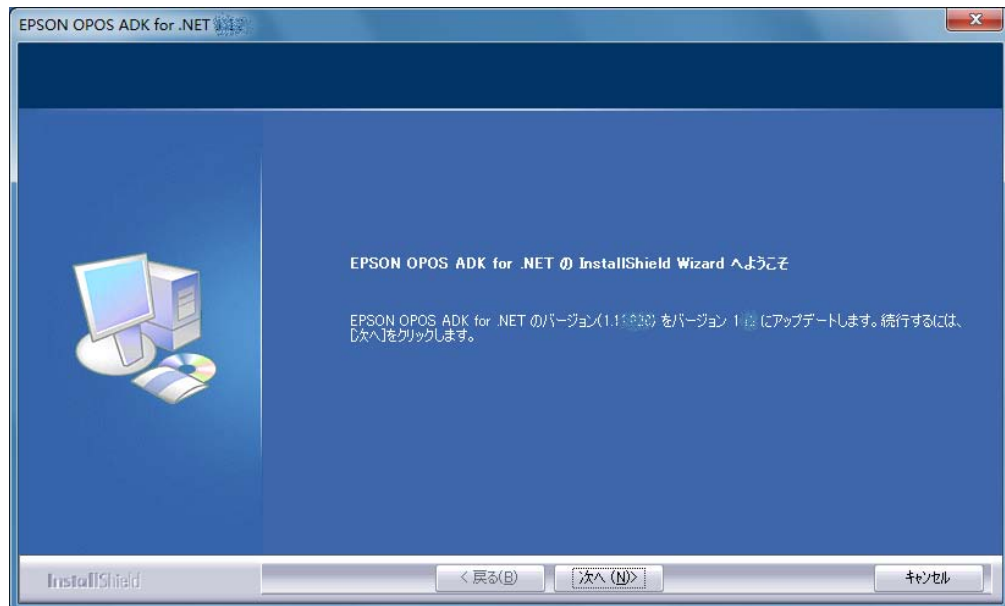 EPSON OPOS ADK for .NET
EPSON OPOS ADK for .NET の InstallShield Wizard へようこそ
EPSON OPOS ADK for .NET のバージョン(1.1 を バージョン 1 にアップデートします。続行するには、
[次へ]をクリックします。
InstallShield
< 戻る(B)
次へ (N)>
キャンセル